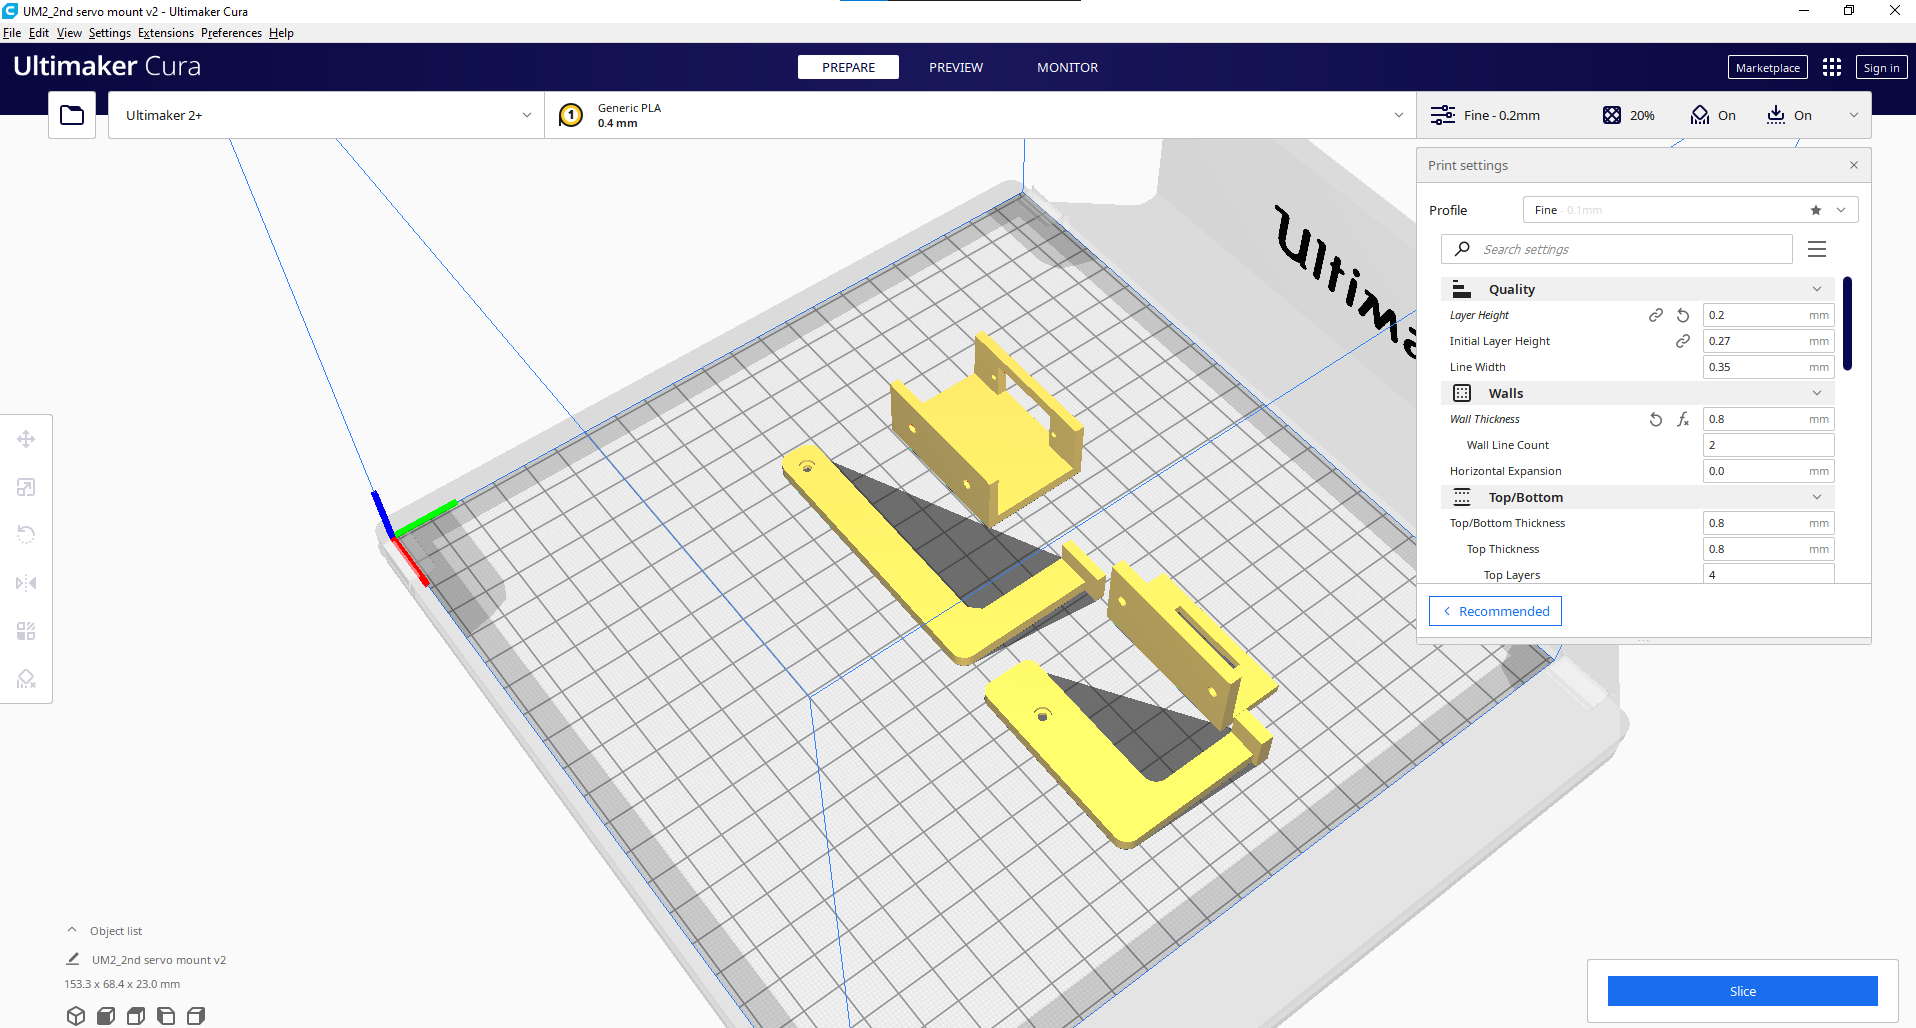 UM2_2nd servo mount v2 - Ultimaker Cura
File Edit View Settings Extensions Preferences Help
Ultimaker Cura
PREPARE
PREVIEW
MONITOR
Marketplace
Sign in
Ultimaker 2+
1
Generic PLA
0.4 mm
Fine - 0.2mm
20%
On
On
Print settings
Profile
Fine - 0.1mm
Search settings
Quality
Layer Height 0.2 mm
Initial Layer Height 0.27 mm
Line Width 0.35 mm
Walls
Wall Thickness 0.8 mm
Wall Line Count 2
Horizontal Expansion 0.0 mm
Top/Bottom
Top/Bottom Thickness 0.8 mm
Top Thickness 0.8 mm
Top Layers 4
Recommended
Ultima
Object list
UM2_2nd servo mount v2
153.3 x 68.4 x 23.0 mm
Slice